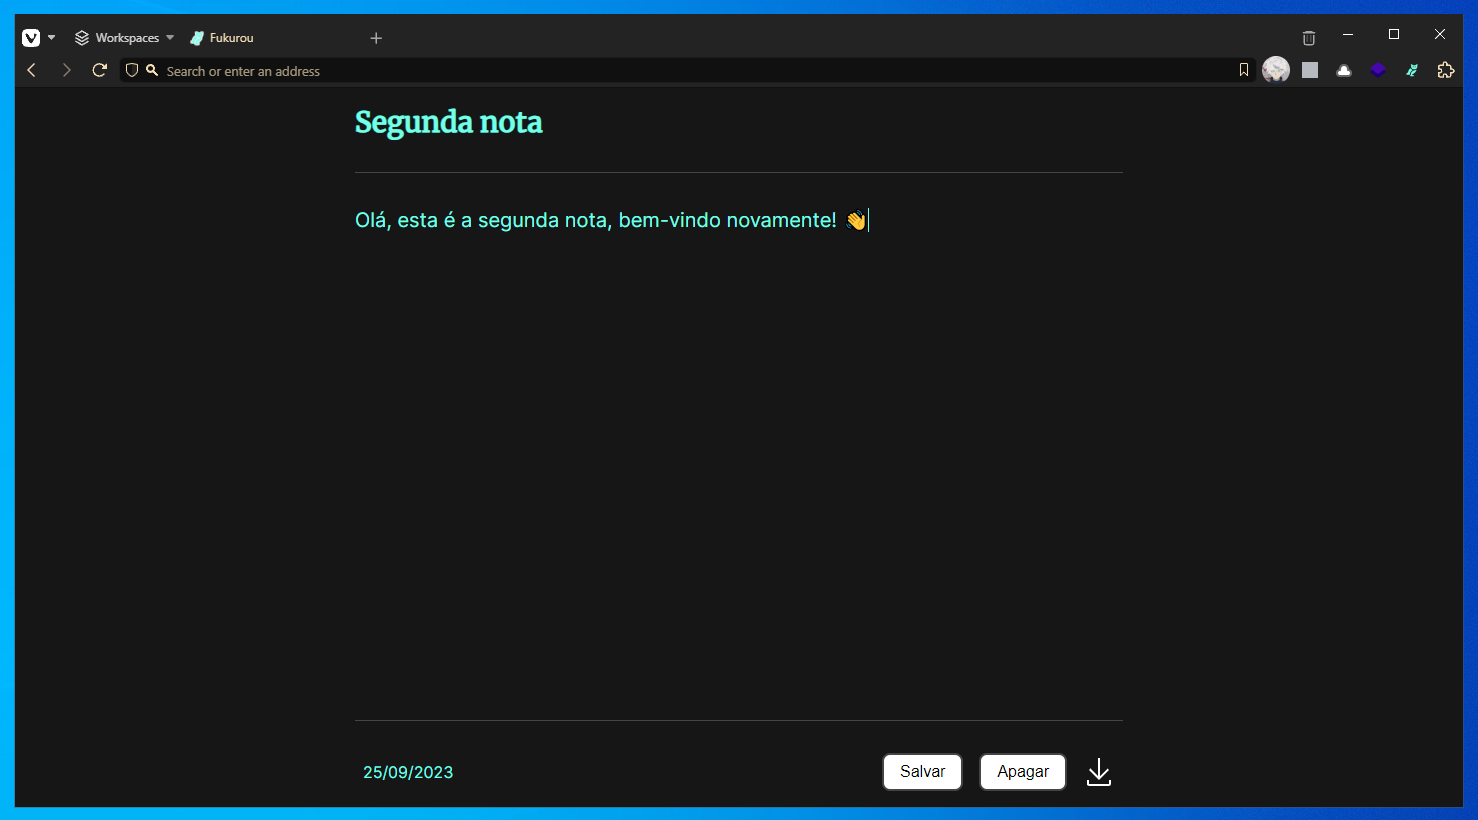 Workspaces
Fukurou
Search or enter an address
Segunda nota
Olá, esta é a segunda nota, bem-vindo novamente! 👋
25/09/2023
Salvar
Apagar